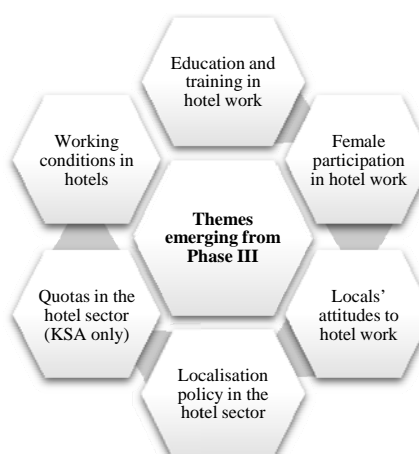 Education and
training in
hotel work
Working
conditions in
hotels
Female
participation
in hotel work
Themes
emerging from
Phase III
Quotas in the
hotel sector
(KSA only)
Locals'
attitudes to
hotel work
Localisation
policy in the
hotel sector